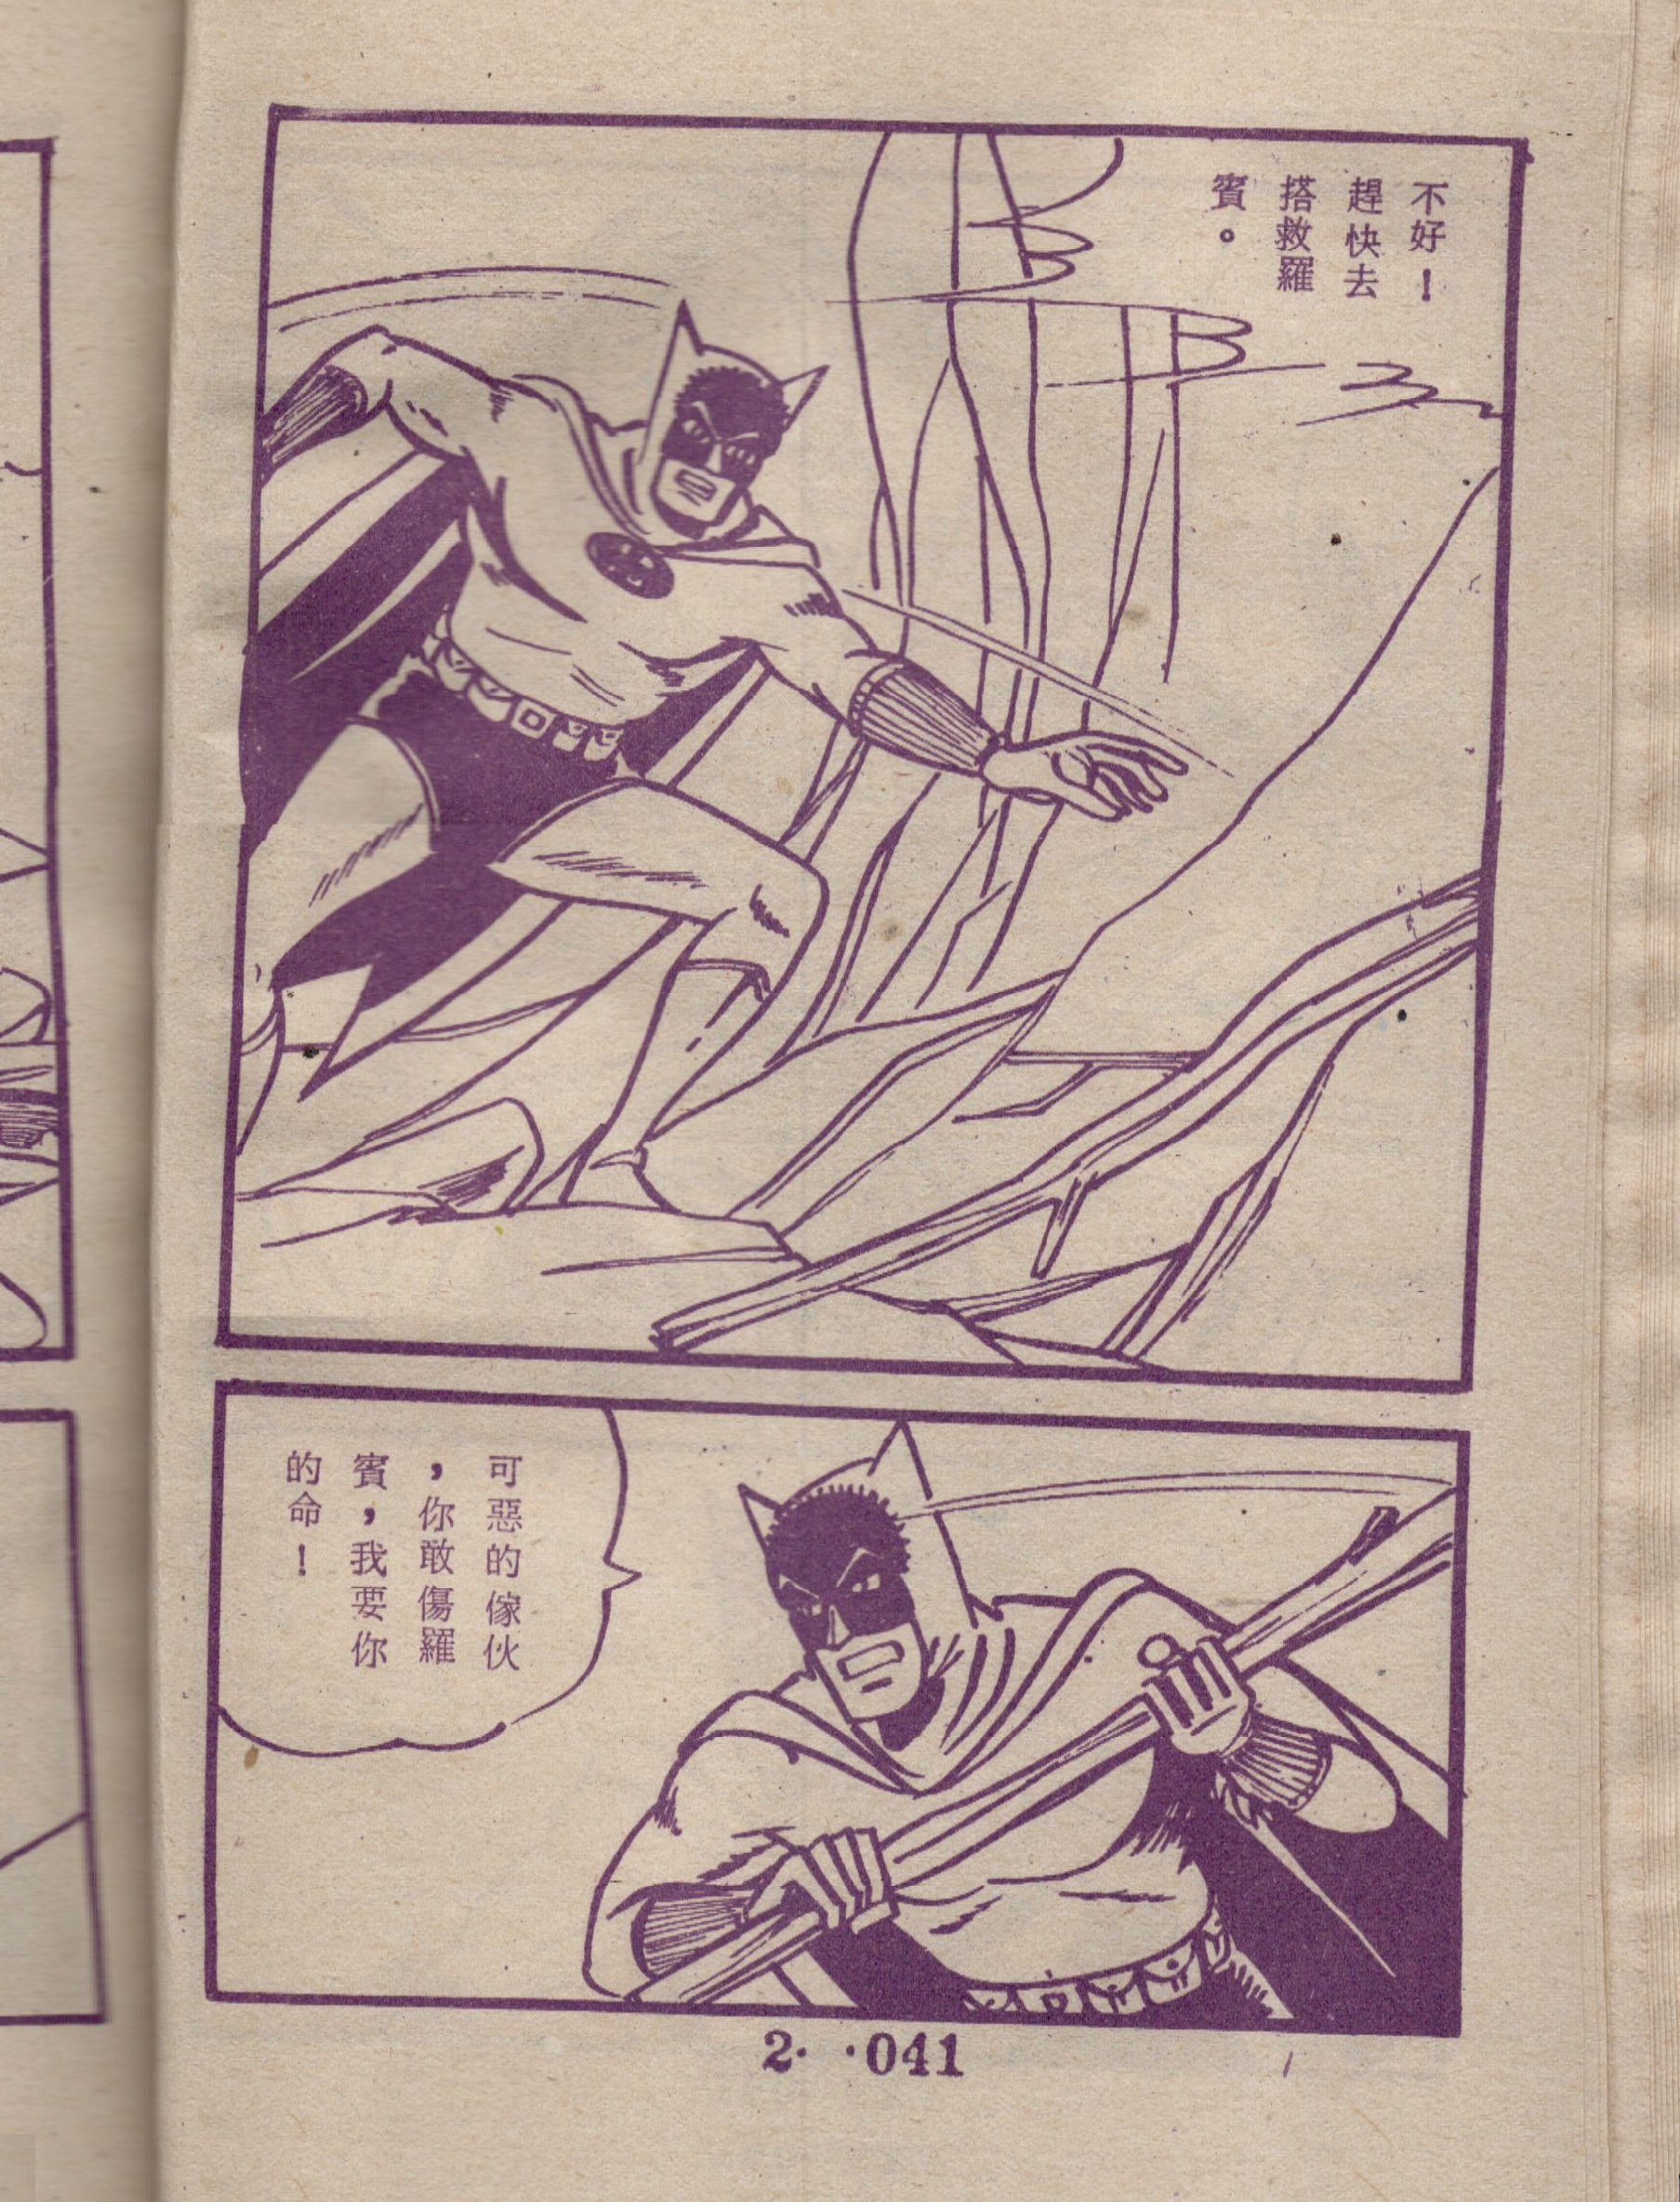 不好!
趕快去
搭救羅
賓。
可惡的傢伙
，你敢傷羅
賓，我要你
的命!
2· ·041